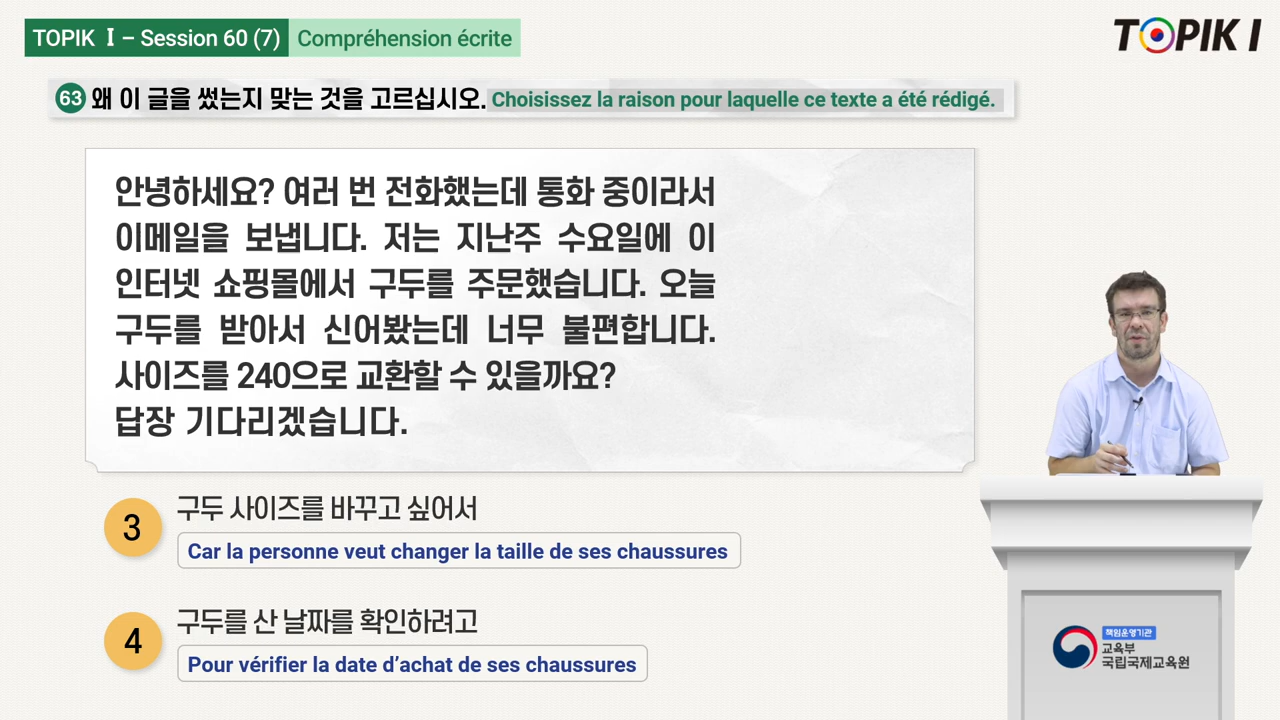 TOPIK Ⅰ – Session 60 (7) Compréhension écrite
TOPIK I
63 왜 이 글을 썼는지 맞는 것을 고르십시오. Choisissez la raison pour laquelle ce texte a été rédigé.
안녕하세요? 여러 번 전화했는데 통화 중이라서
이메일을 보냅니다. 저는 지난주 수요일에 이
인터넷 쇼핑몰에서 구두를 주문했습니다. 오늘
구두를 받아서 신어봤는데 너무 불편합니다.
사이즈를 240으로 교환할 수 있을까요?
답장 기다리겠습니다.
3 구두 사이즈를 바꾸고 싶어서
Car la personne veut changer la taille de ses chaussures
4 구두를 산 날짜를 확인하려고
Pour vérifier la date d’achat de ses chaussures
책임운영기관
교육부
국립국제교육원